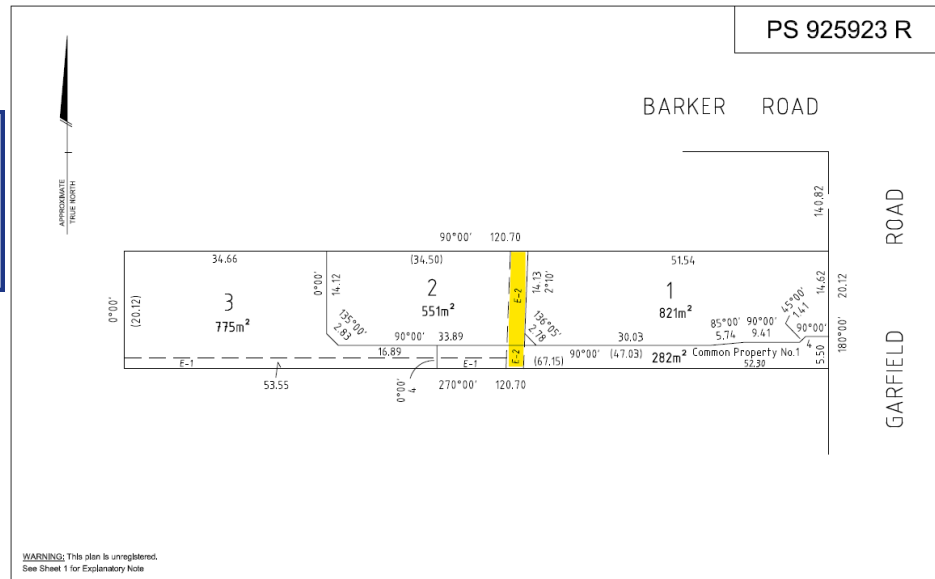 PS 925923 R
BARKER ROAD
APPROXIMATE
TRUE NORTH
140.82
GARFIELD ROAD
90°00' 120.70
34.66
(34.50)
51.54
0°00'
(20.12)
3
775m²
0°00'
14.12
2
551m²
E-2
14.13
2°10'
1
821m²
45°00'
1.41
14.62
20.12
135°00'
2.83
90°00' 33.89
136°05'
2.78
30.03
85°00'
5.74
90°00'
9.41
90°00'
4
180°00'
16.89
E-2
(67.15)
90°00' (47.03)
282m² Common Property No.1
52.30
5.50
E-1
E-1
53.55
0°00'
4
270°00' 120.70
WARNING: This plan is unregistered.
See Sheet 1 for Explanatory Note